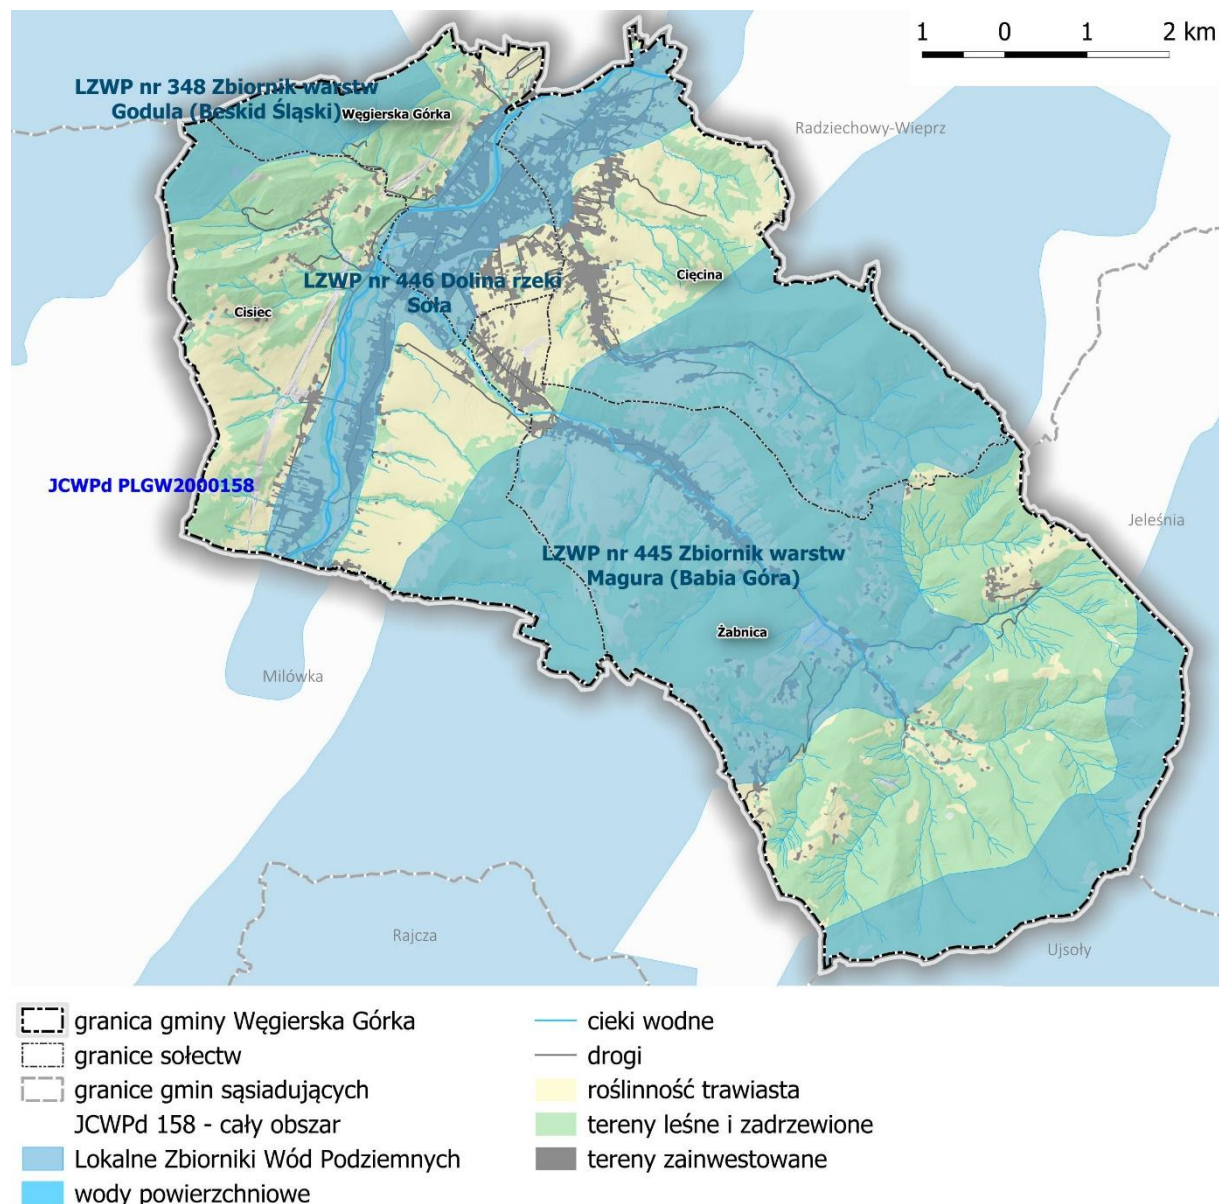 1 0 1 2 km
LZWP nr 348 Zbiornik warstw
Godula (Beskid Śląski)
Węgierska Górka
Radziechowy-Wieprz
Cięcina
LZWP nr 446 Dolina rzeki
Soła
Cisiec
JCWPd PLGW2000158
Jeleśnia
LZWP nr 445 Zbiornik warstw
Magura (Babia Góra)
Żabnica
Milówka
Rajcza
Ujsoły
granica gminy Węgierska Górka
granice sołectw
granice gmin sąsiadujących
JCWPd 158 - cały obszar
Lokalne Zbiorniki Wód Podziemnych
wody powierzchniowe
cieki wodne
drogi
roślinność trawiasta
tereny leśne i zadrzewione
tereny zainwestowane